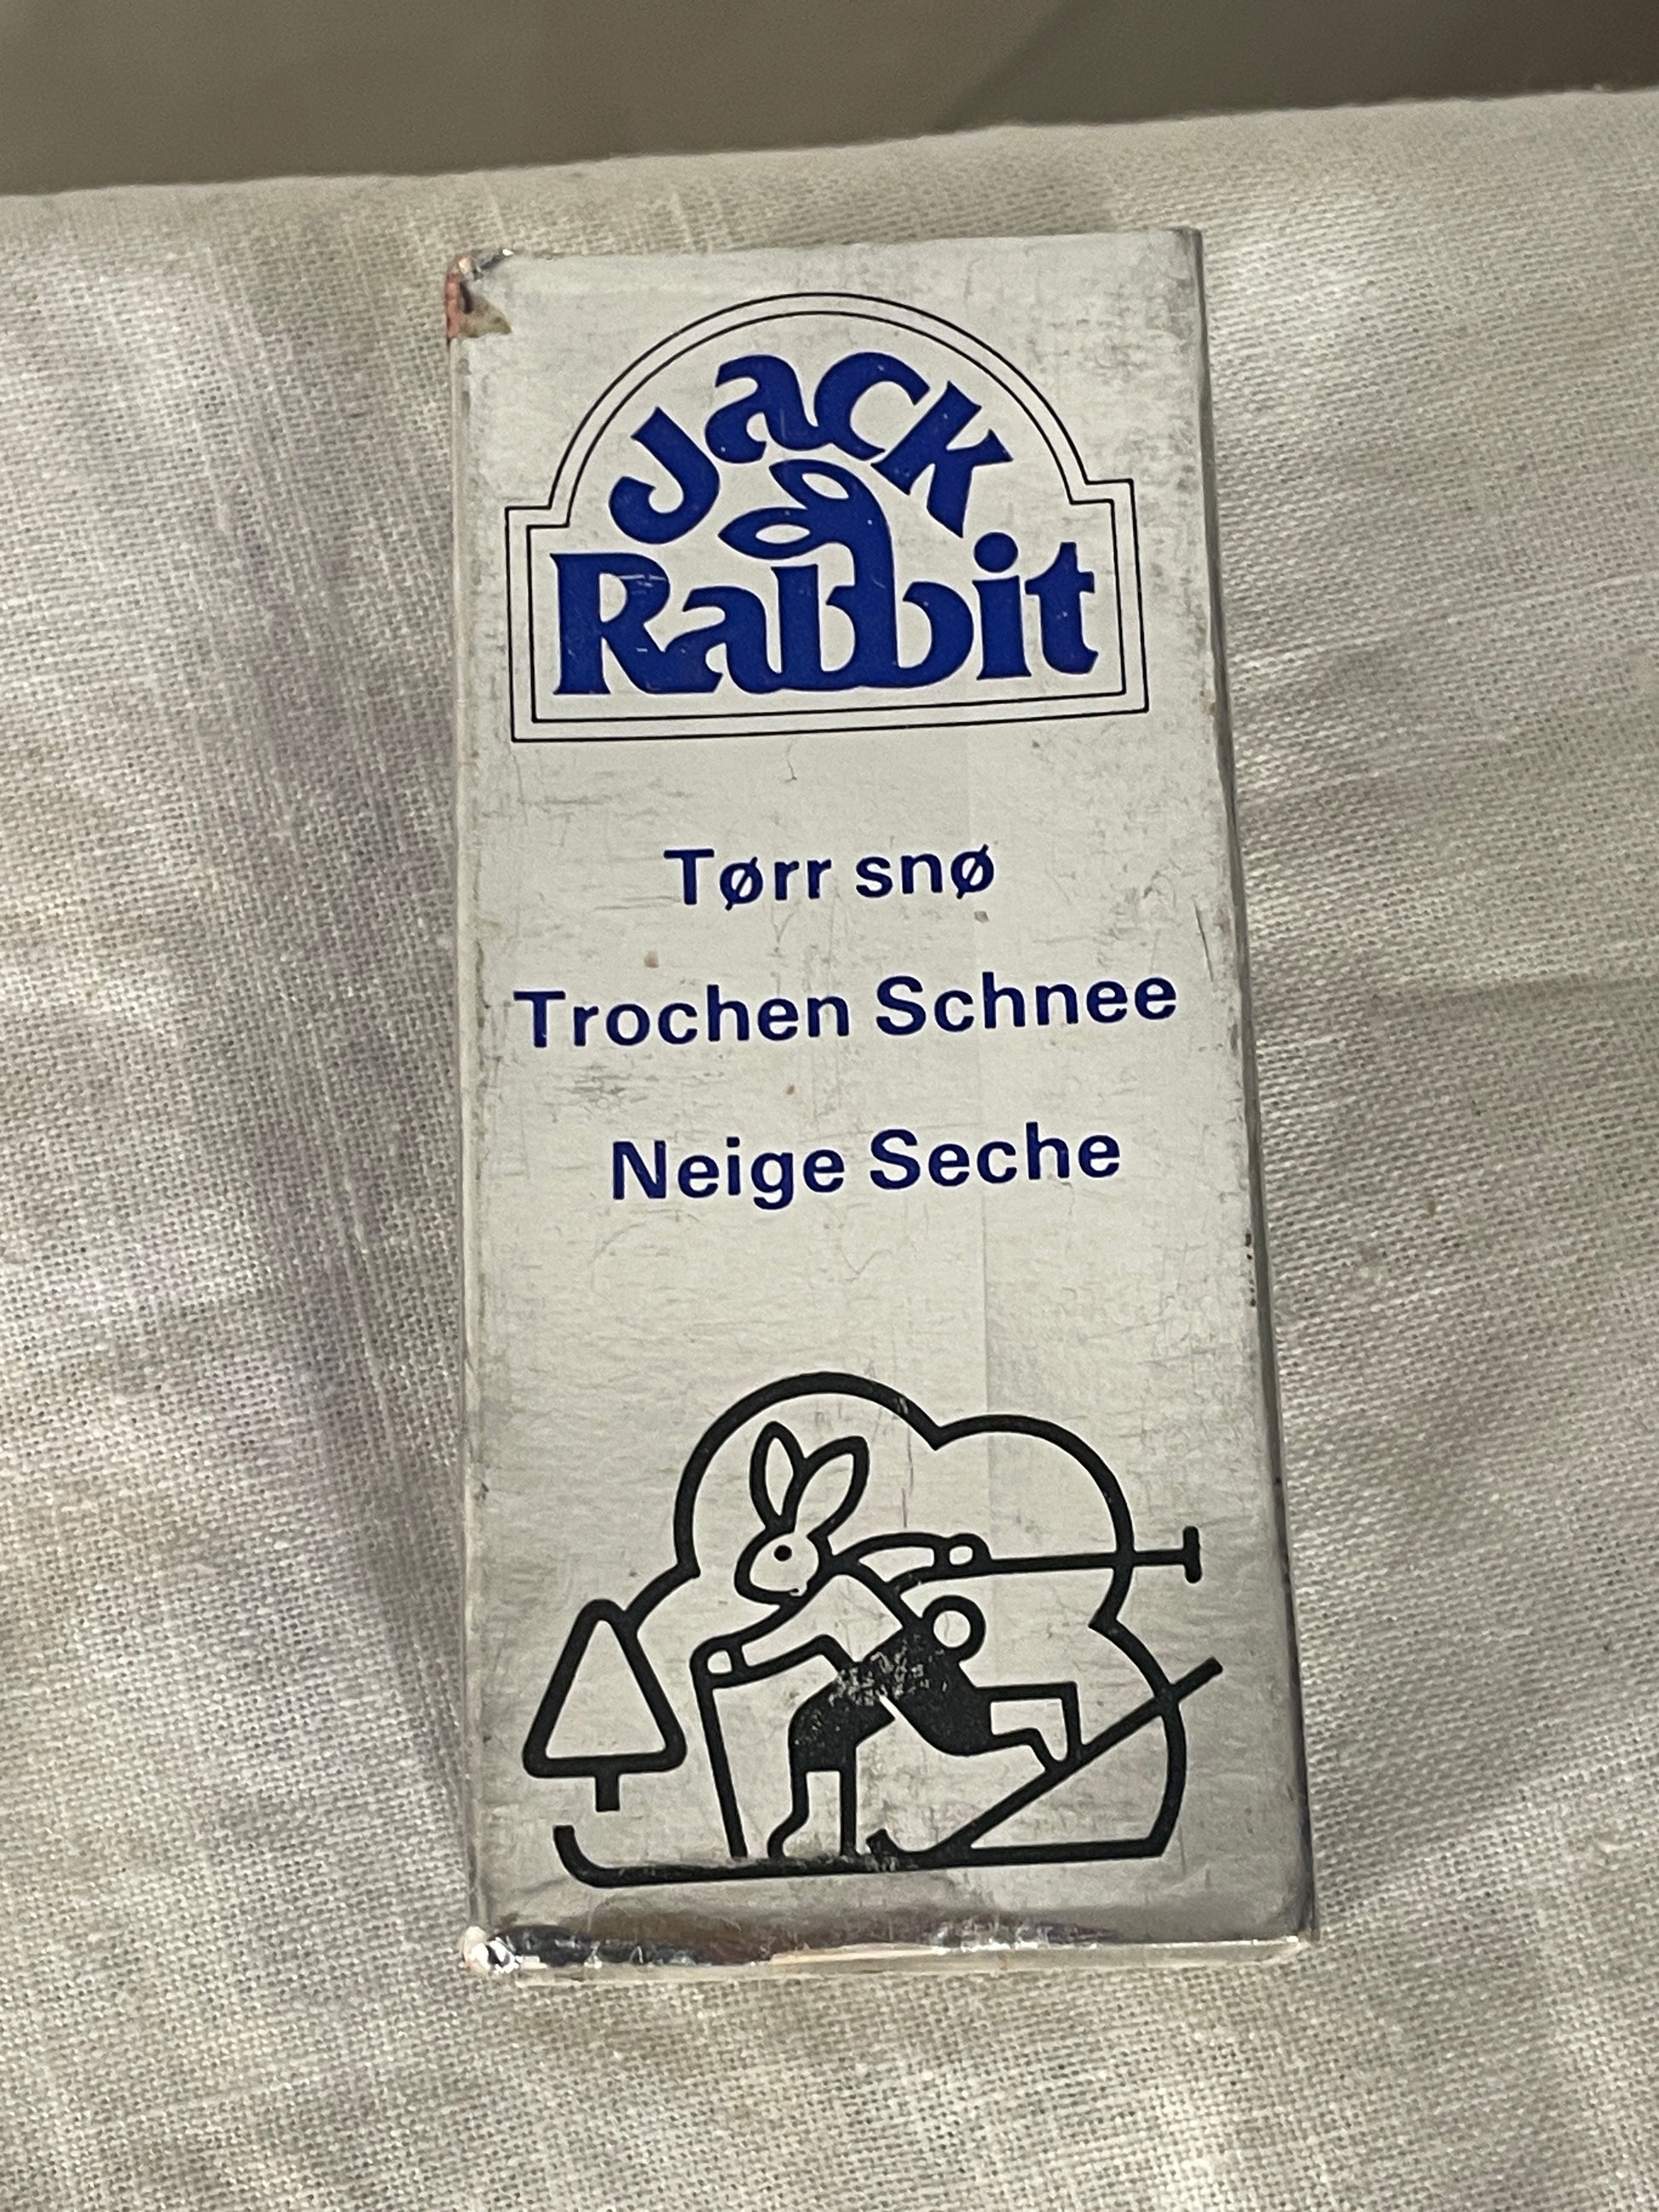 Jack
Rabbit
Tørr snø
Trochen Schnee
Neige Seche